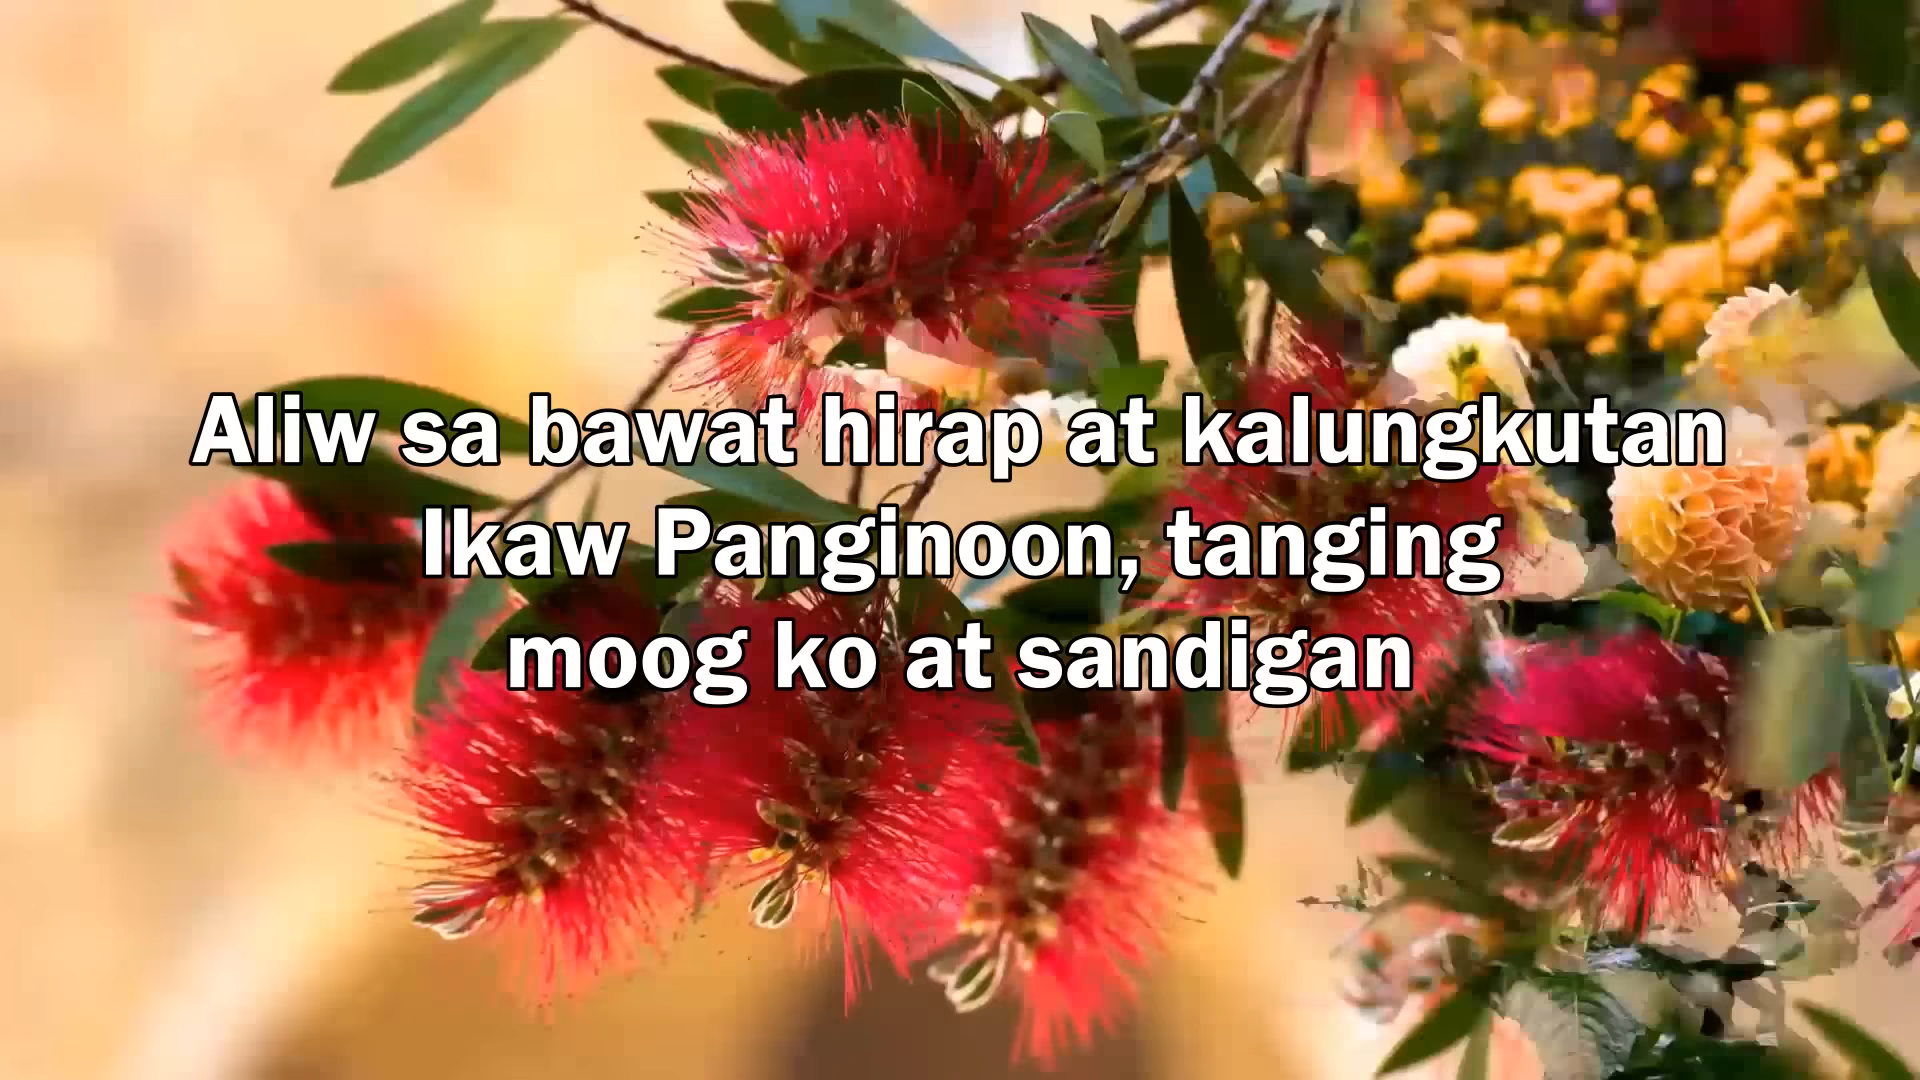 Aliw sa bawat hirap at kalungkutan
Ikaw Panginoon, tanging
moog ko at sandigan